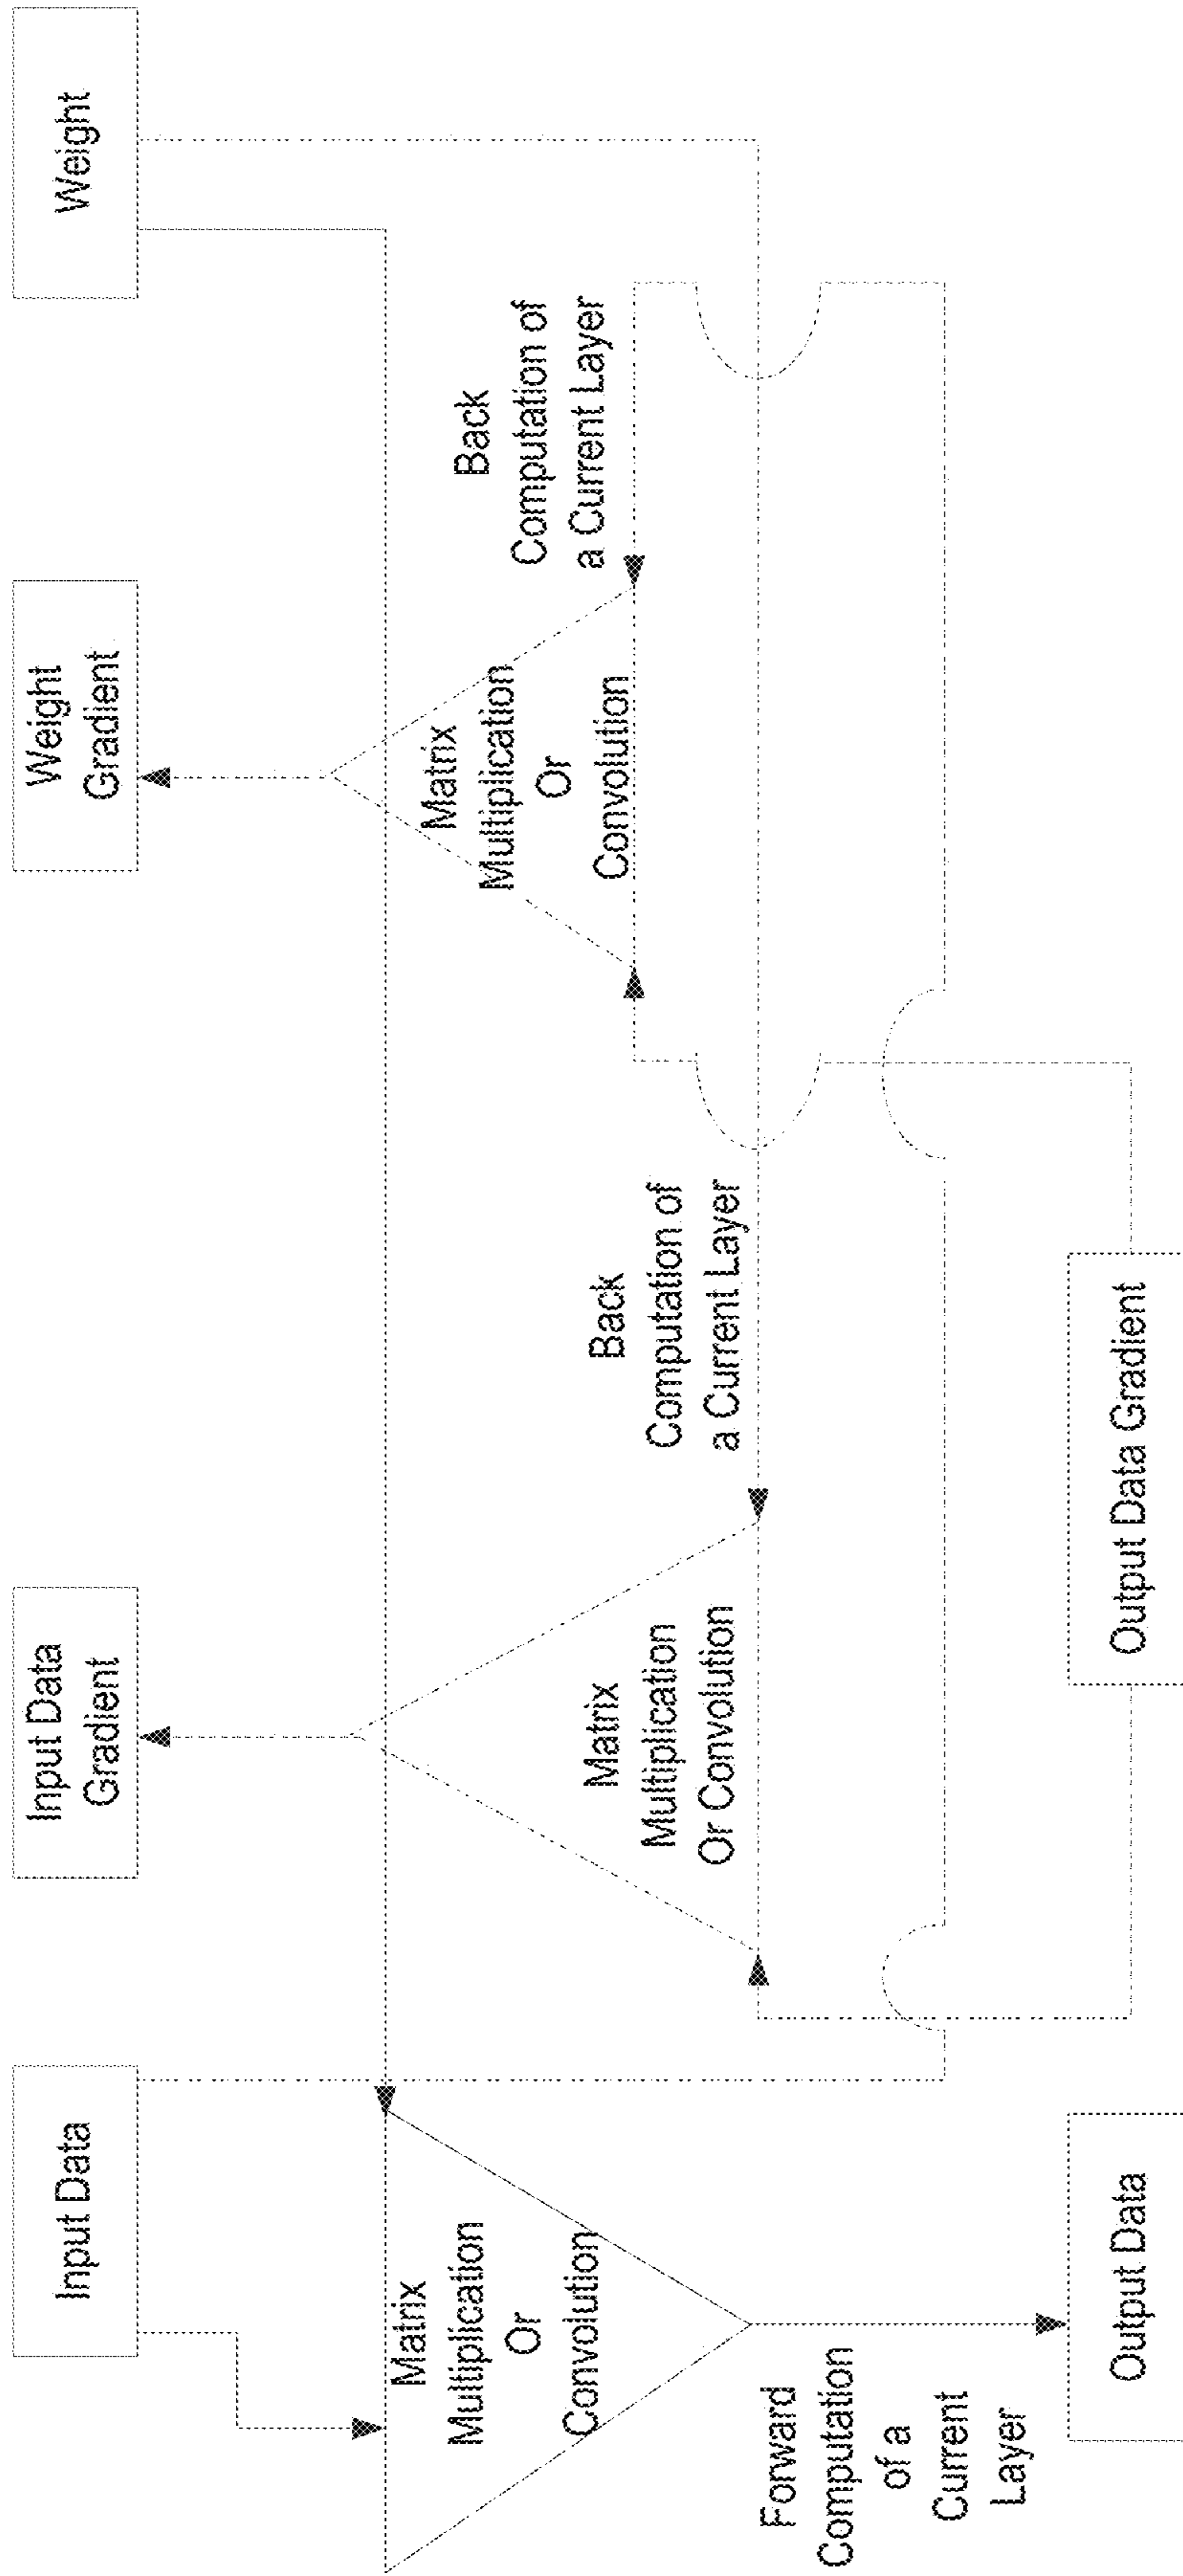 Input Data
Input Data
Gradient
Weight
Gradient
Weight
Matrix
Multiplication
Or
Convolution
Matrix
Multiplication
Or Convolution
Back
Computation of
a Current Layer
Matrix
Multiplication
Or
Convolution
Back
Computation of
a Current Layer
Forward
Computation
of a
Current
Layer
Output Data
Output Data Gradient